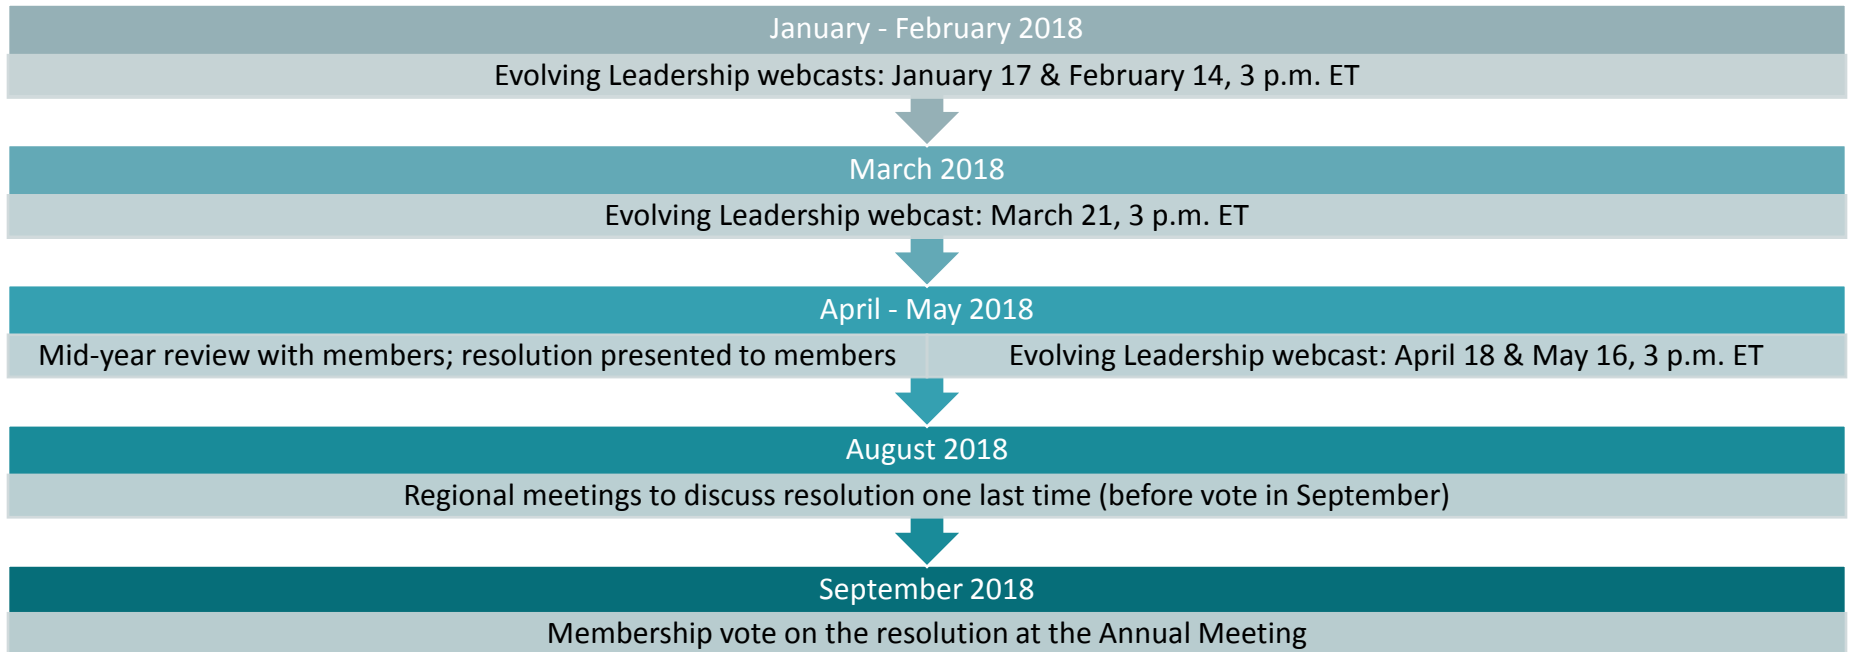 January - February 2018
Evolving Leadership webcasts: January 17 & February 14, 3 p.m. ET
March 2018
Evolving Leadership webcast: March 21, 3 p.m. ET
April - May 2018
Mid-year review with members; resolution presented to members
Evolving Leadership webcast: April 18 & May 16, 3 p.m. ET
August 2018
Regional meetings to discuss resolution one last time (before vote in September)
September 2018
Membership vote on the resolution at the Annual Meeting